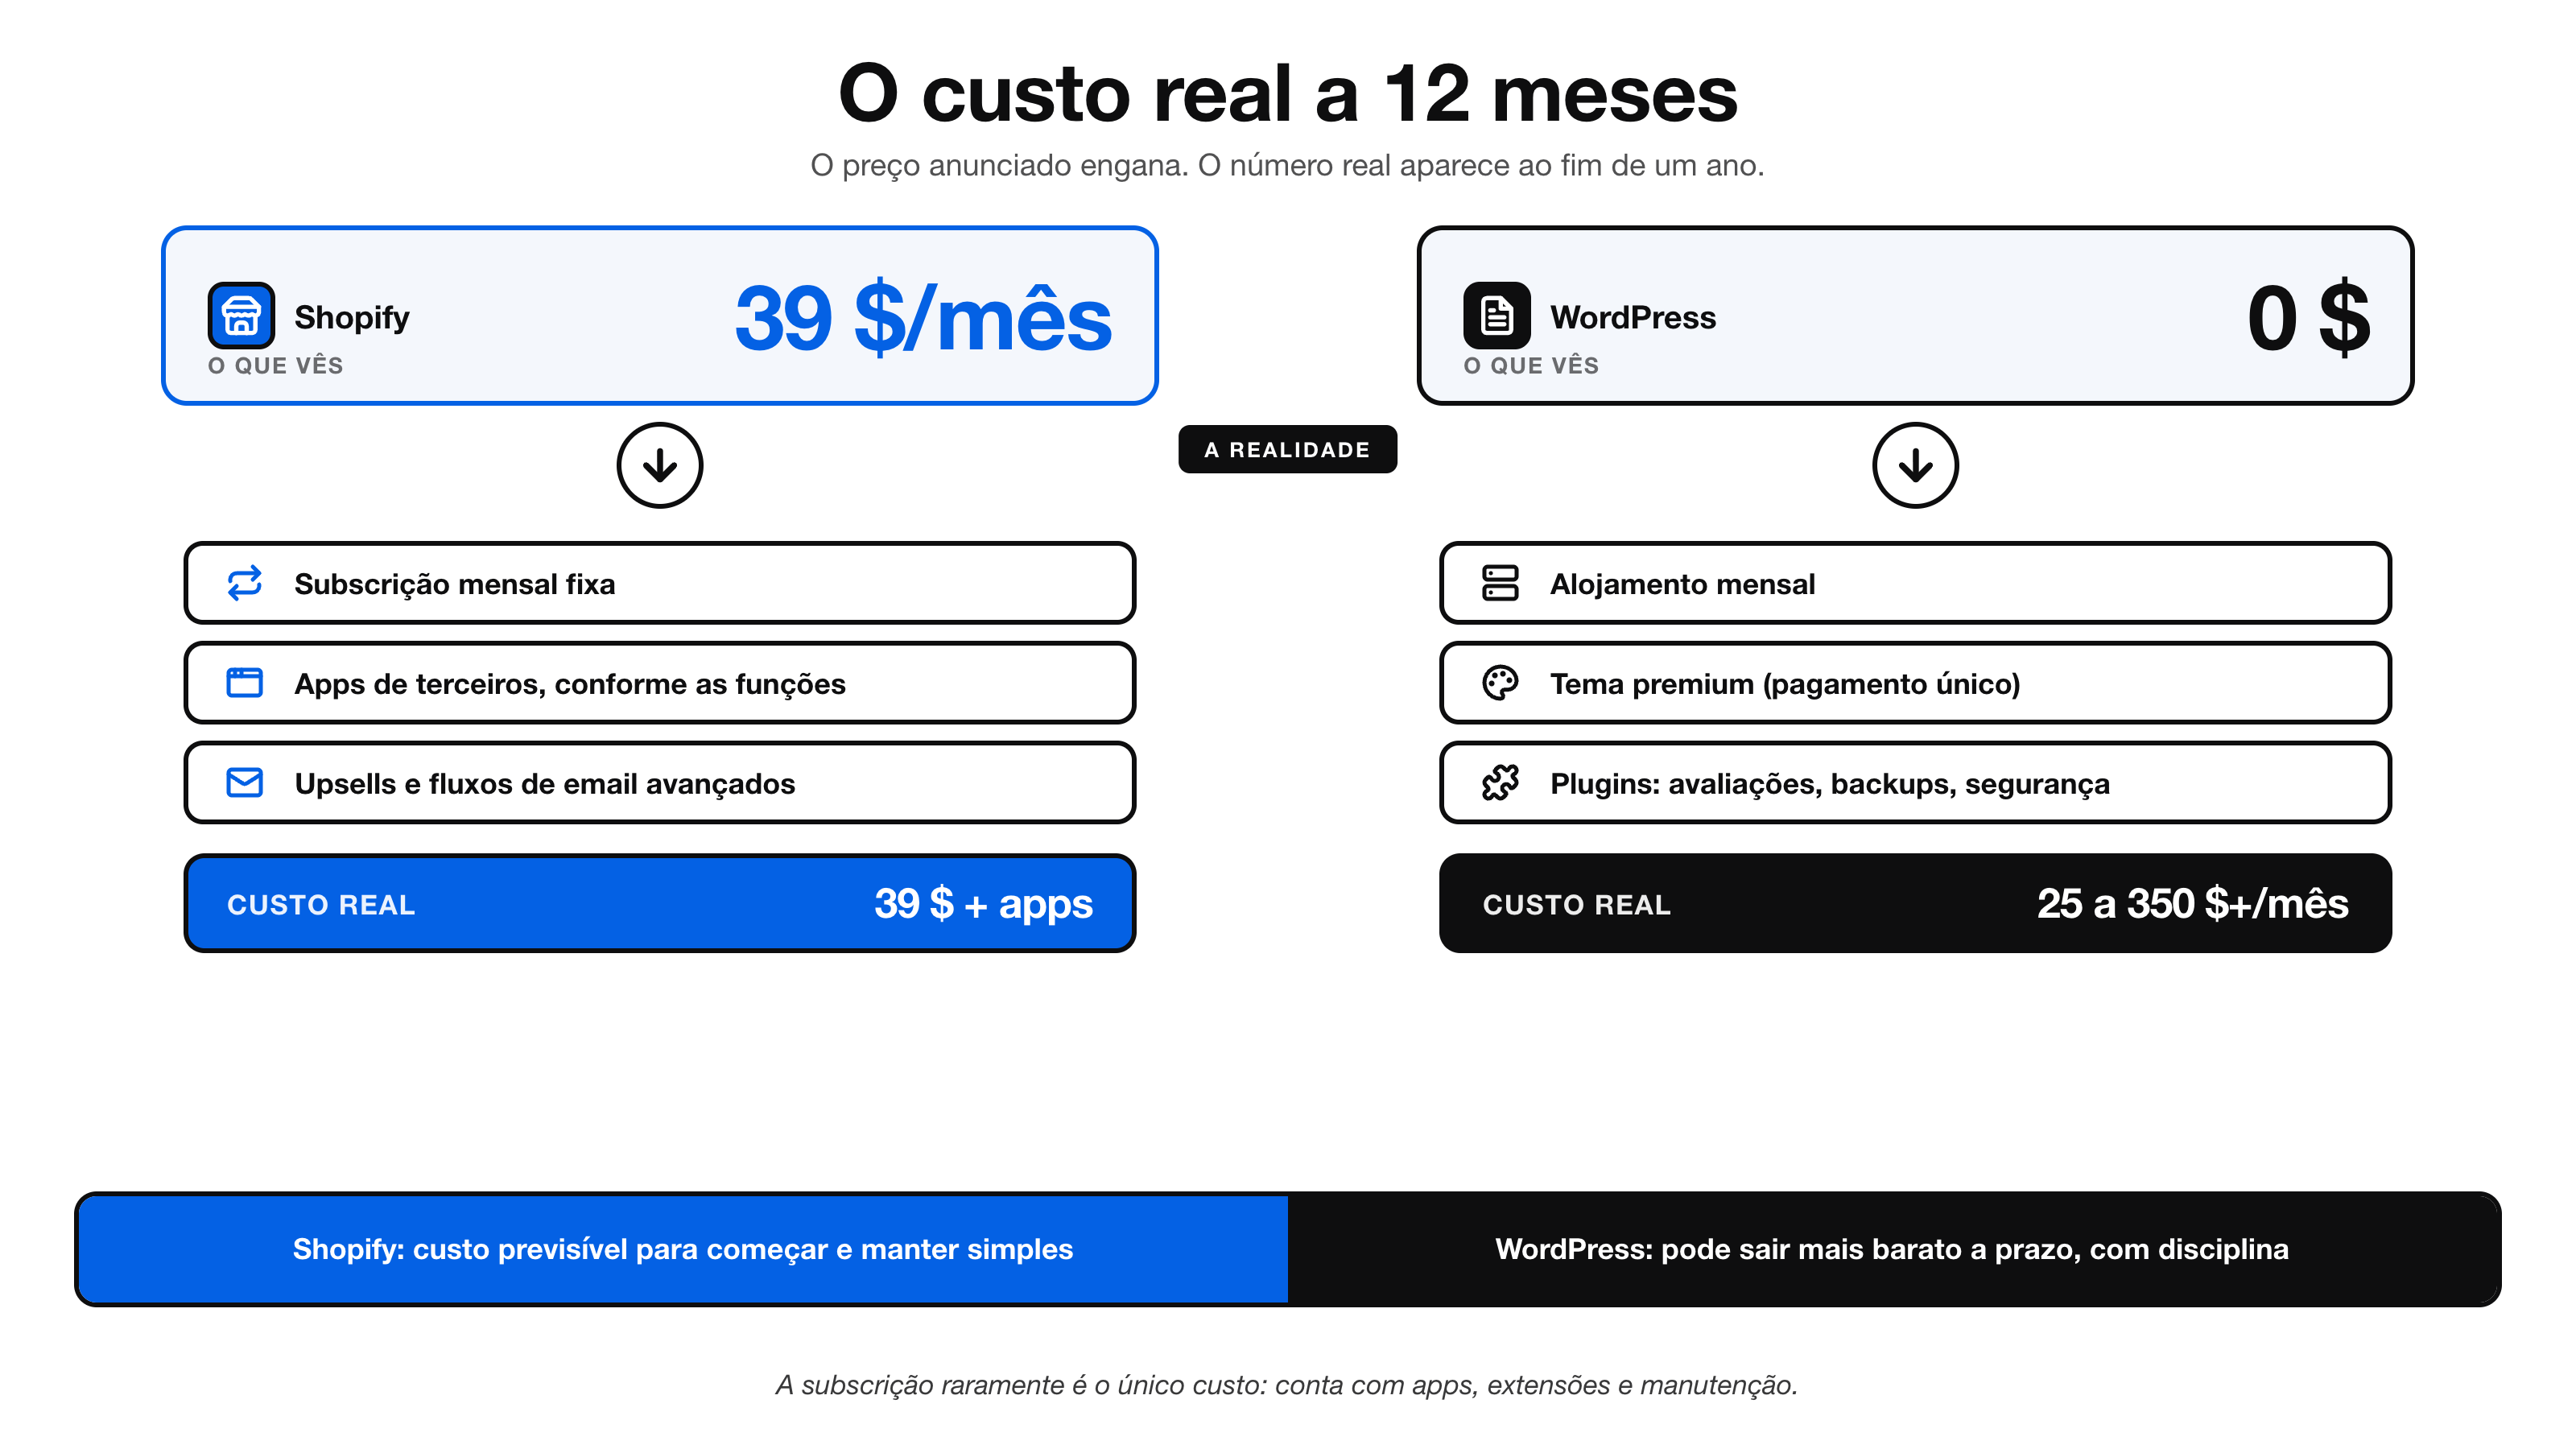 O custo real a 12 meses
O preço anunciado engana. O número real aparece ao fim de um ano.
Shopify
O QUE VÊS
39 $/mês
WordPress
O QUE VÊS
0 $
A REALIDADE
Subscrição mensal fixa
Apps de terceiros, conforme as funções
Upsells e fluxos de email avançados
CUSTO REAL
39 $ + apps
Alojamento mensal
Tema premium (pagamento único)
Plugins: avaliações, backups, segurança
CUSTO REAL
25 a 350 $+/mês
Shopify: custo previsível para começar e manter simples
WordPress: pode sair mais barato a prazo, com disciplina
A subscrição raramente é o único custo: conta com apps, extensões e manutenção.